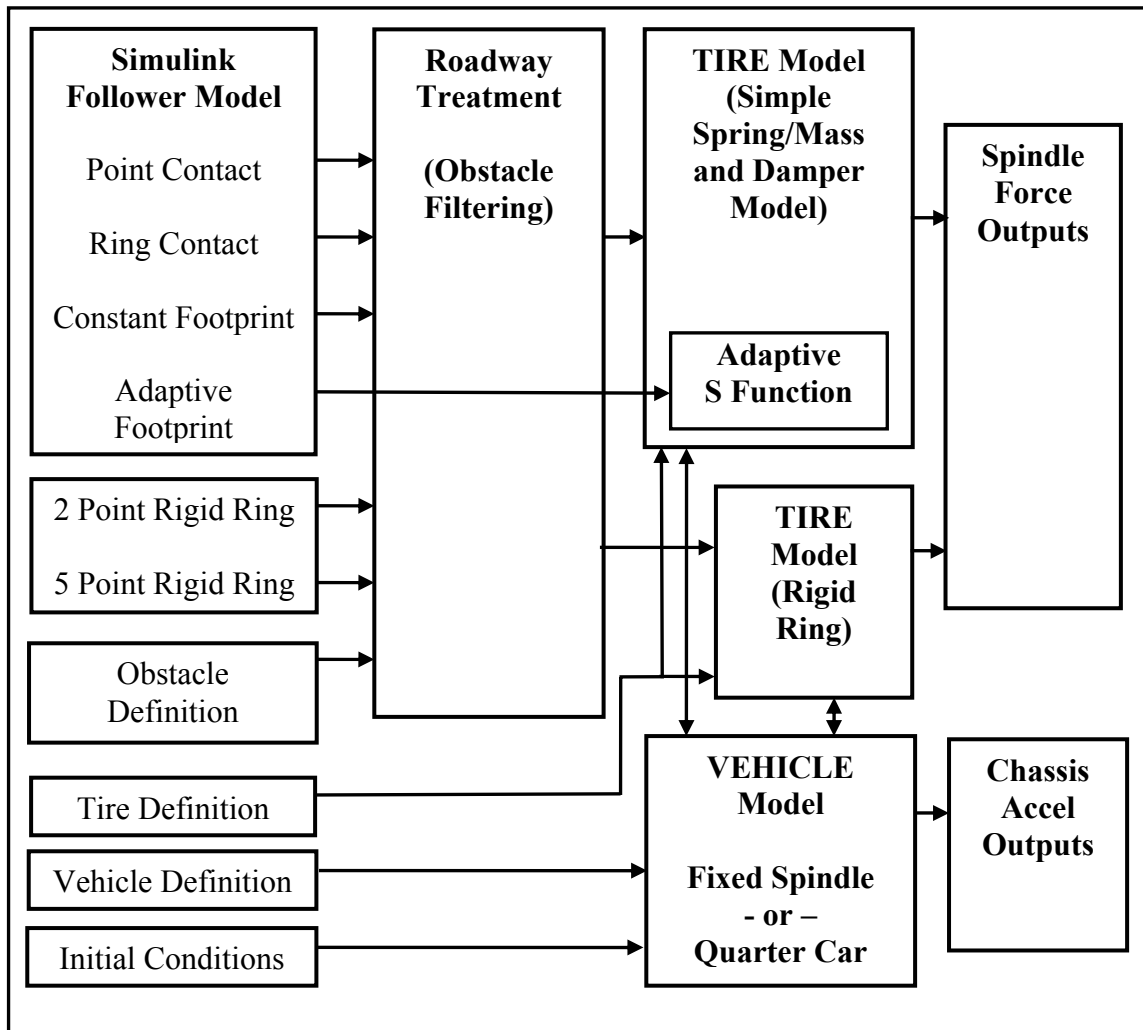 Simulink
Follower Model
Point Contact
Ring Contact
Constant Footprint
Adaptive
Footprint
2 Point Rigid Ring
5 Point Rigid Ring
Obstacle
Definition
Tire Definition
Vehicle Definition
Initial Conditions
Roadway
Treatment
(Obstacle
Filtering)
TIRE Model
(Simple
Spring/Mass
and Damper
Model)
Adaptive
S Function
TIRE
Model
(Rigid
Ring)
VEHICLE
Model
Fixed Spindle
- or –
Quarter Car
Spindle
Force
Outputs
Chassis
Accel
Outputs